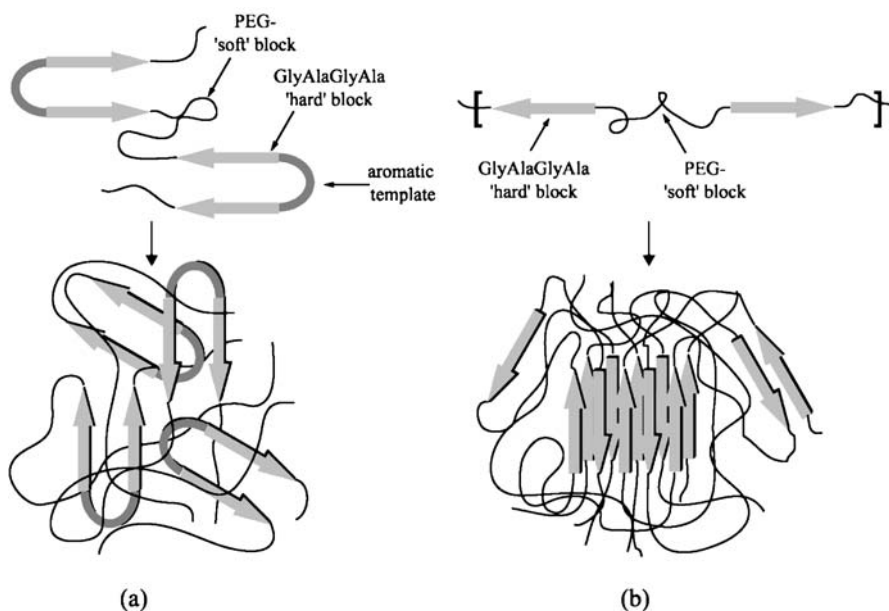 PEG-
'soft' block
GlyAlaGlyAla
'hard' block
aromatic
template
GlyAlaGlyAla
'hard' block
PEG-
'soft' block
(a)
(b)